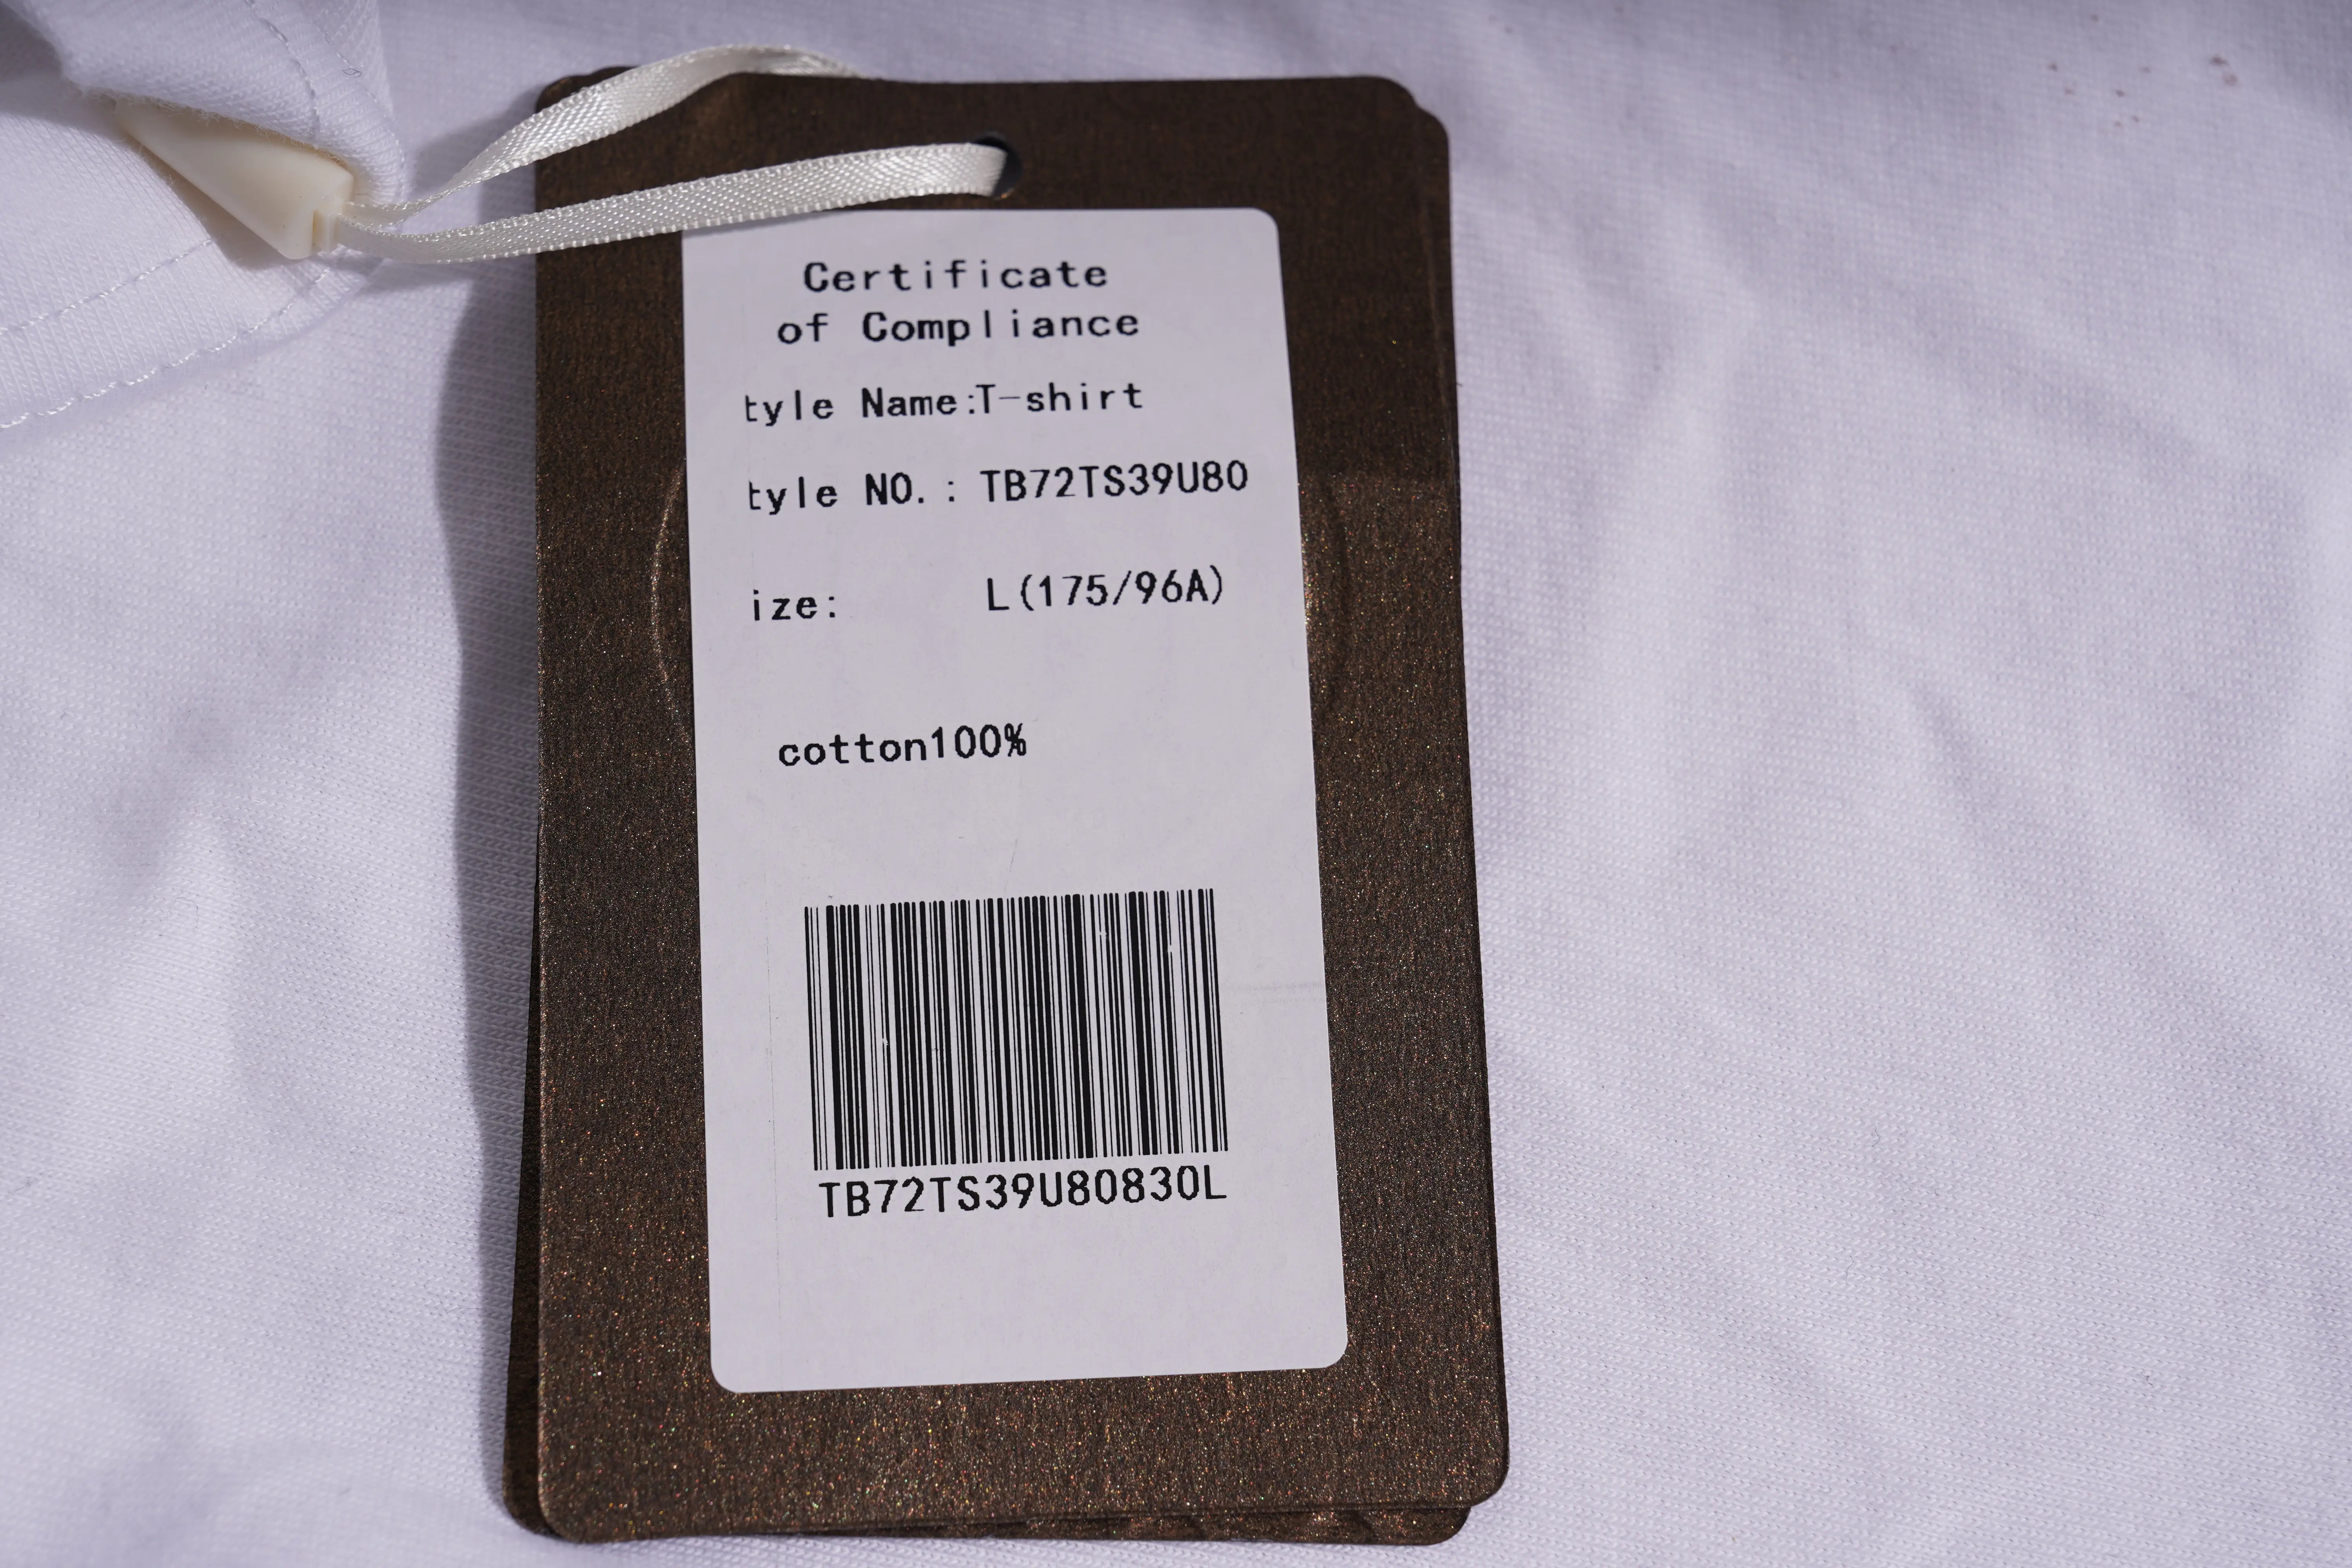 Certificate
of Compliance
tyle Name:T-shirt
tyle NO.: TB72TS39U80
ize: L(175/96A)
cotton100%
TB72TS39U80830L